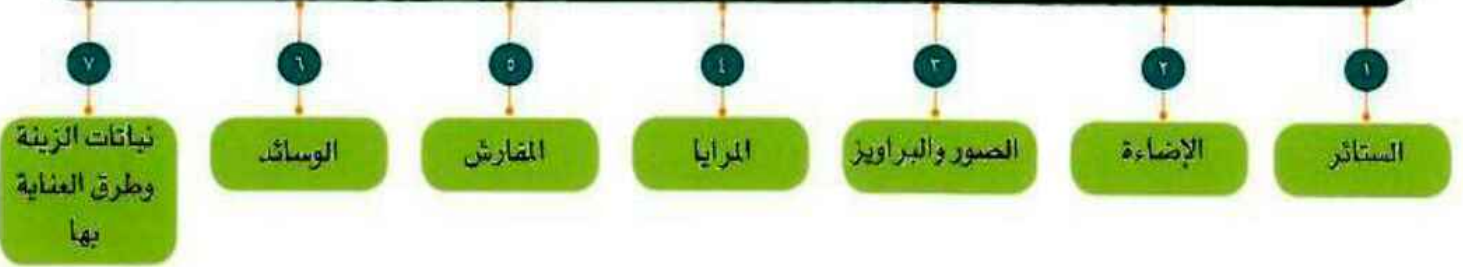 ١
٢
٣
٤
٥
٦
٧
الستائر
الإضاءة
الصور والبراويز
المرايا
المفارش
الوسائد
نباتات الزينة
وطرق العناية
بها